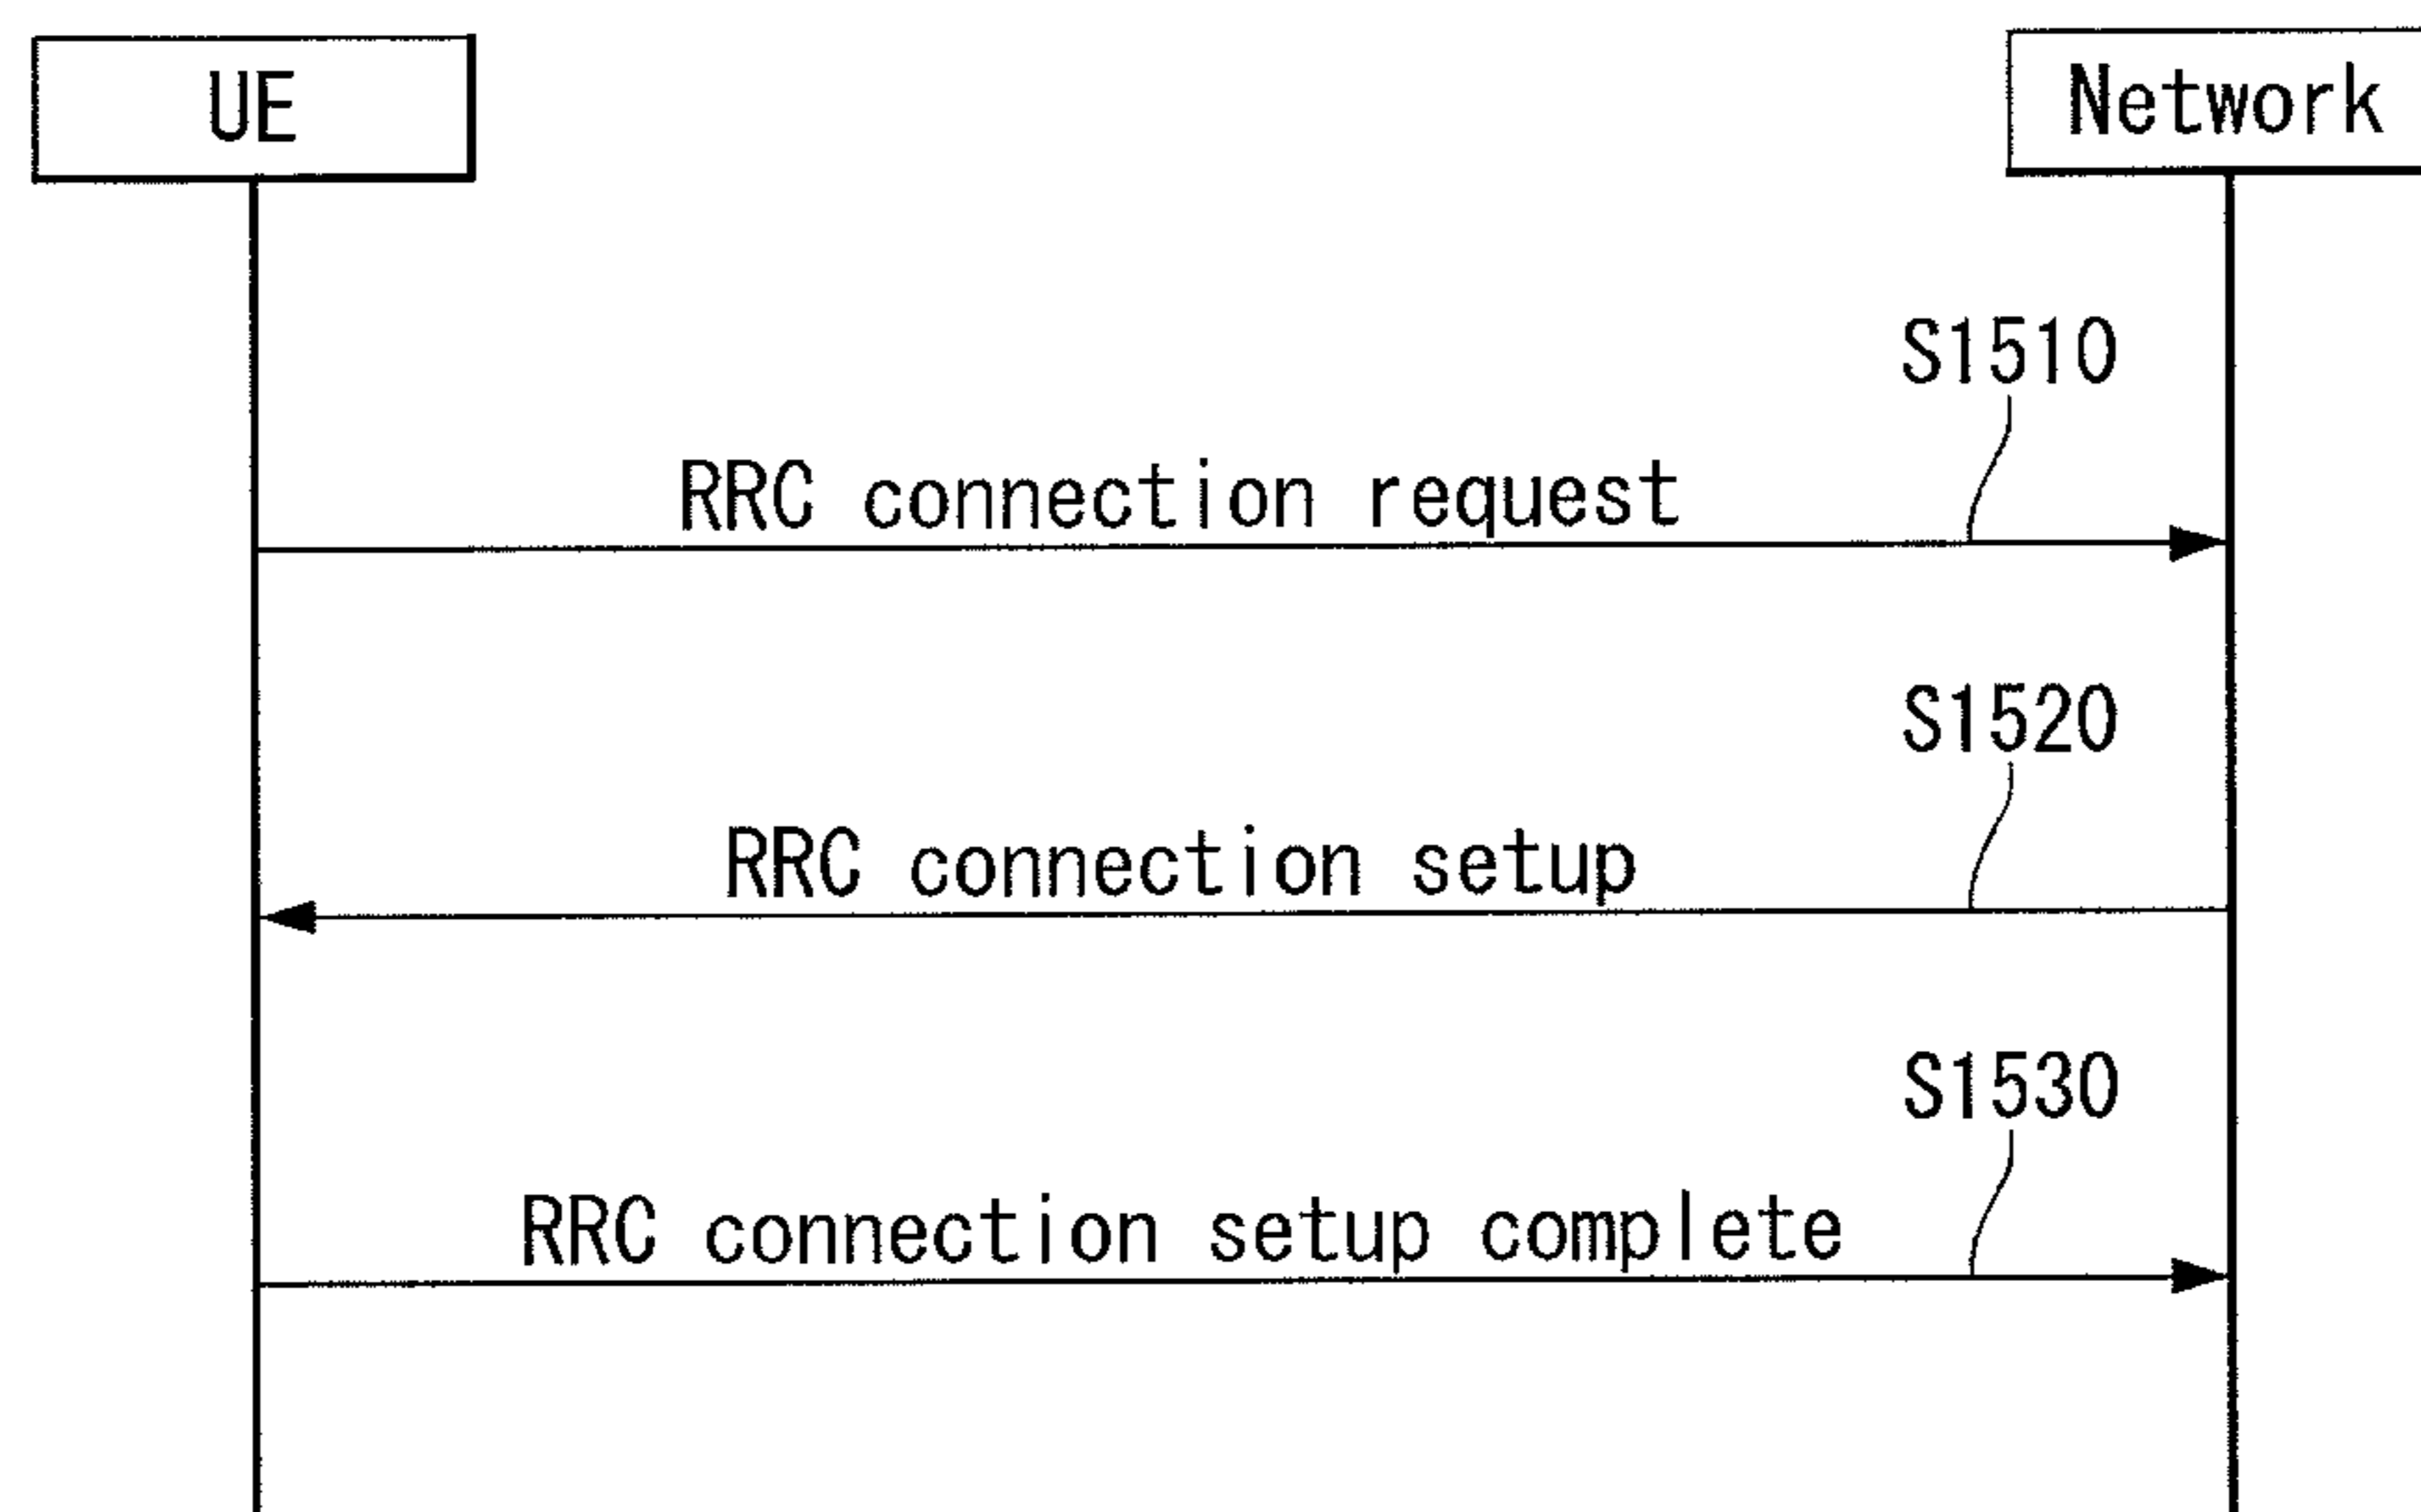 UE
Network
S1510
RRC connection request
S1520
RRC connection setup
S1530
RRC connection setup complete